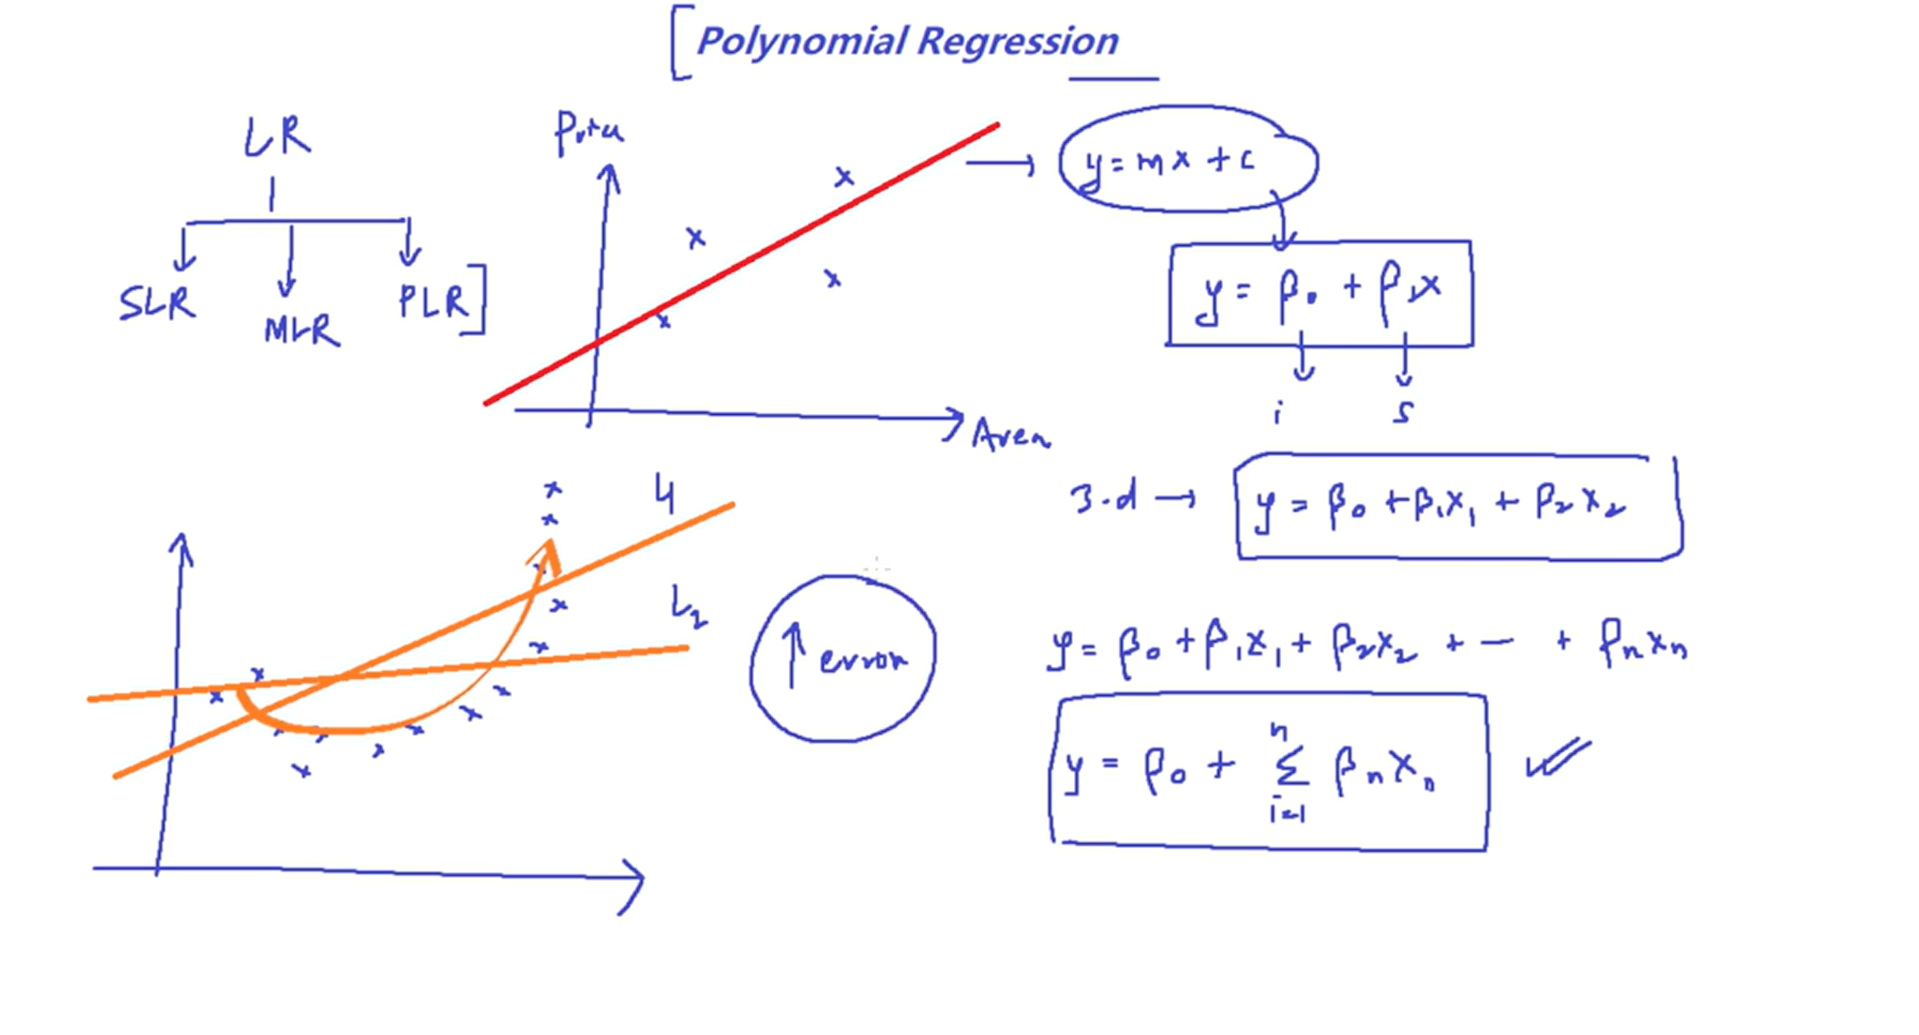 Polynomial Regression
LR
SLR
MLR
PLR
Area
y = mx + c
y = β₀ + β₁x
i
s
3-d → y = β₀ + β₁x₁ + β₂x₂
L₁
L₂
↑ error
y = β₀ + β₁x₁ + β₂x₂ + — + βₙxₙ
y = β₀ + Σⁿᵢ₌₁ βₙxₙ